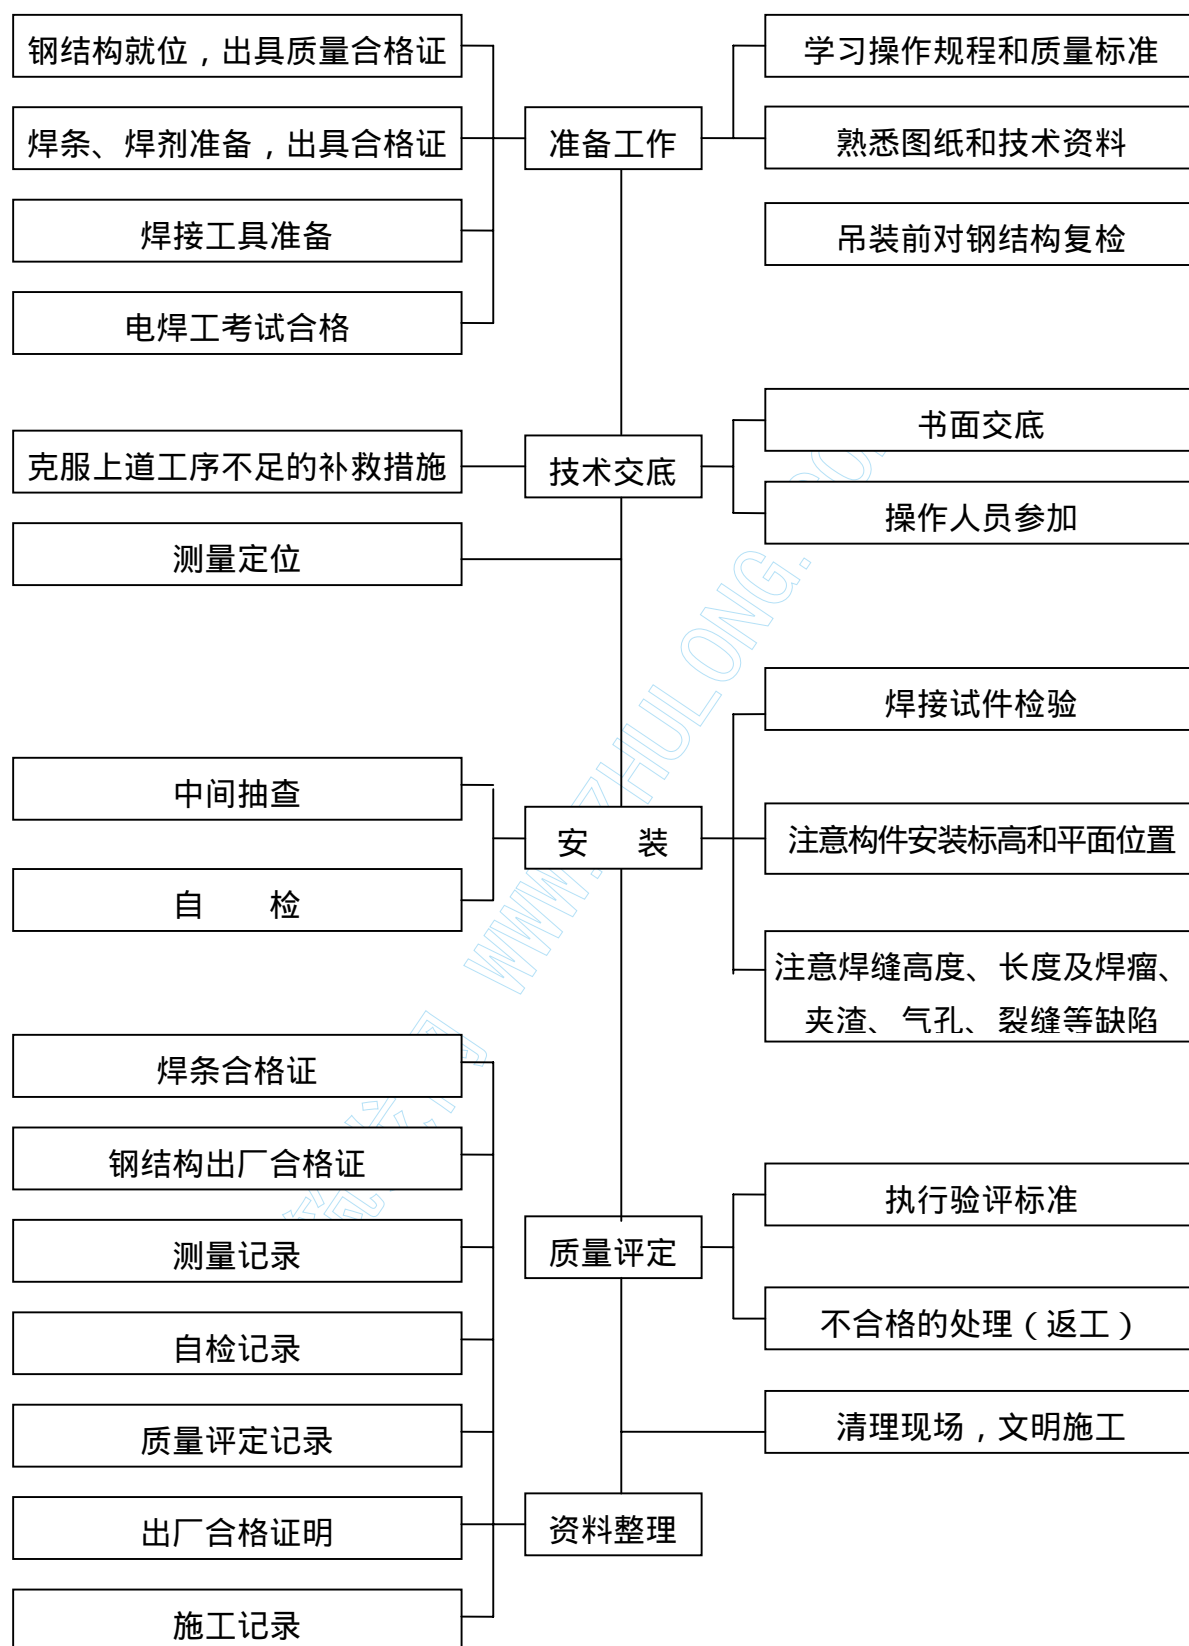 钢结构就位，出具质量合格证
学习操作规程和质量标准
焊条、焊剂准备，出具合格证
准备工作
熟悉图纸和技术资料
焊接工具准备
吊装前对钢结构复检
电焊工考试合格
书面交底
克服上道工序不足的补救措施
技术交底
操作人员参加
测量定位
焊接试件检验
中间抽查
安　装
注意构件安装标高和平面位置
自　检
注意焊缝高度、长度及焊瘤、
夹渣、气孔、裂缝等缺陷
焊条合格证
钢结构出厂合格证
执行验评标准
测量记录
质量评定
自检记录
不合格的处理（返工）
质量评定记录
清理现场，文明施工
出厂合格证明
资料整理
施工记录
WWW.ZHULONG.